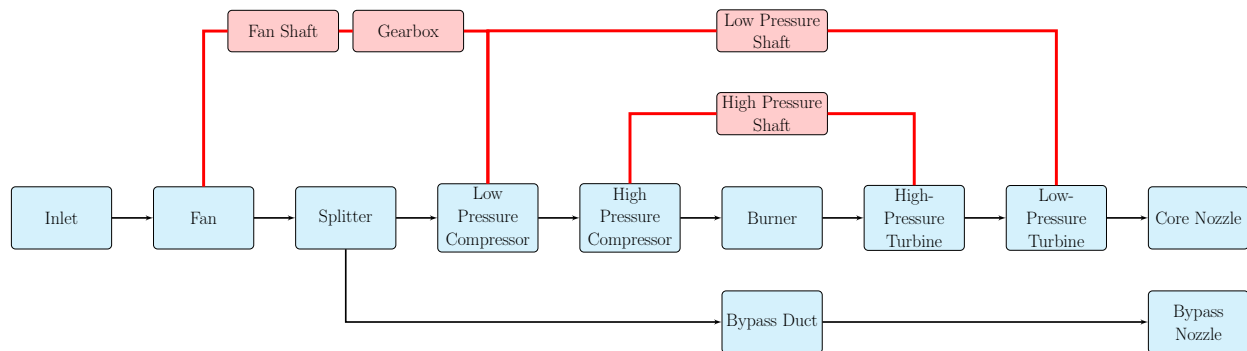 Fan Shaft
Gearbox
Low Pressure
Shaft
High Pressure
Shaft
Inlet
Fan
Splitter
Low
Pressure
Compressor
High
Pressure
Compressor
Burner
High-
Pressure
Turbine
Low-
Pressure
Turbine
Core Nozzle
Bypass Duct
Bypass
Nozzle